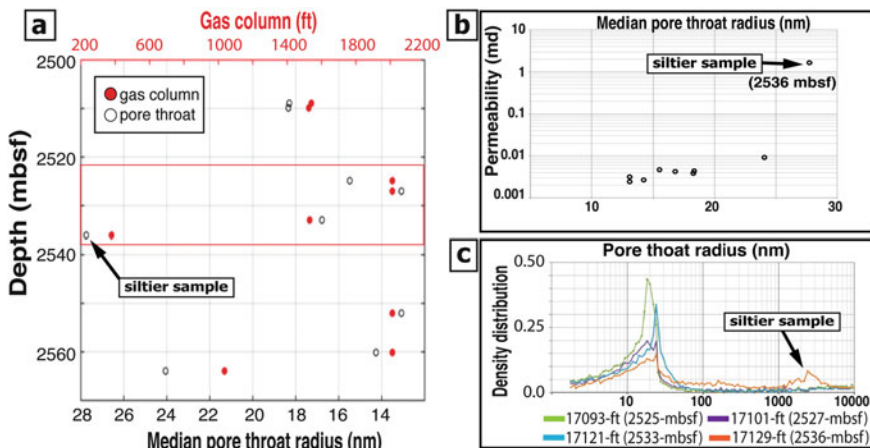 a
Gas column (ft)
200 600 1000 1400 1800 2200
2500
2520
2540
2560
Depth (mbsf)
gas column
pore throat
siltier sample
28 26 24 22 20 18 16 14
Median pore throat radius (nm)
b
Median pore throat radius (nm)
Permeability (md)
10
1
0.1
0.01
0.001
siltier sample
(2536 mbsf)
10 20 30
c
Pore thoat radius (nm)
Density distribution
0.50
0.25
0.0
siltier sample
10 100 1000 10000
17093-ft (2525-mbsf) 17101-ft (2527-mbsf)
17121-ft (2533-mbsf) 17129-ft (2536-mbsf)